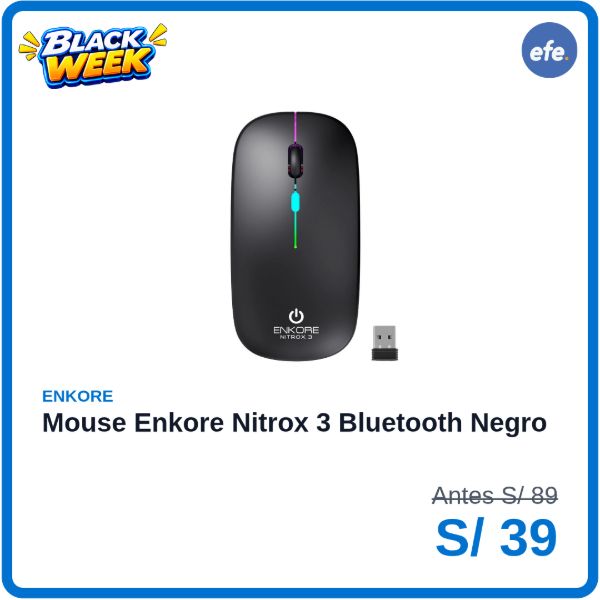 BLACK
WEEK
efe.
ENKORE
NITROX 3
ENKORE
Mouse Enkore Nitrox 3 Bluetooth Negro
Antes S/ 89
S/ 39